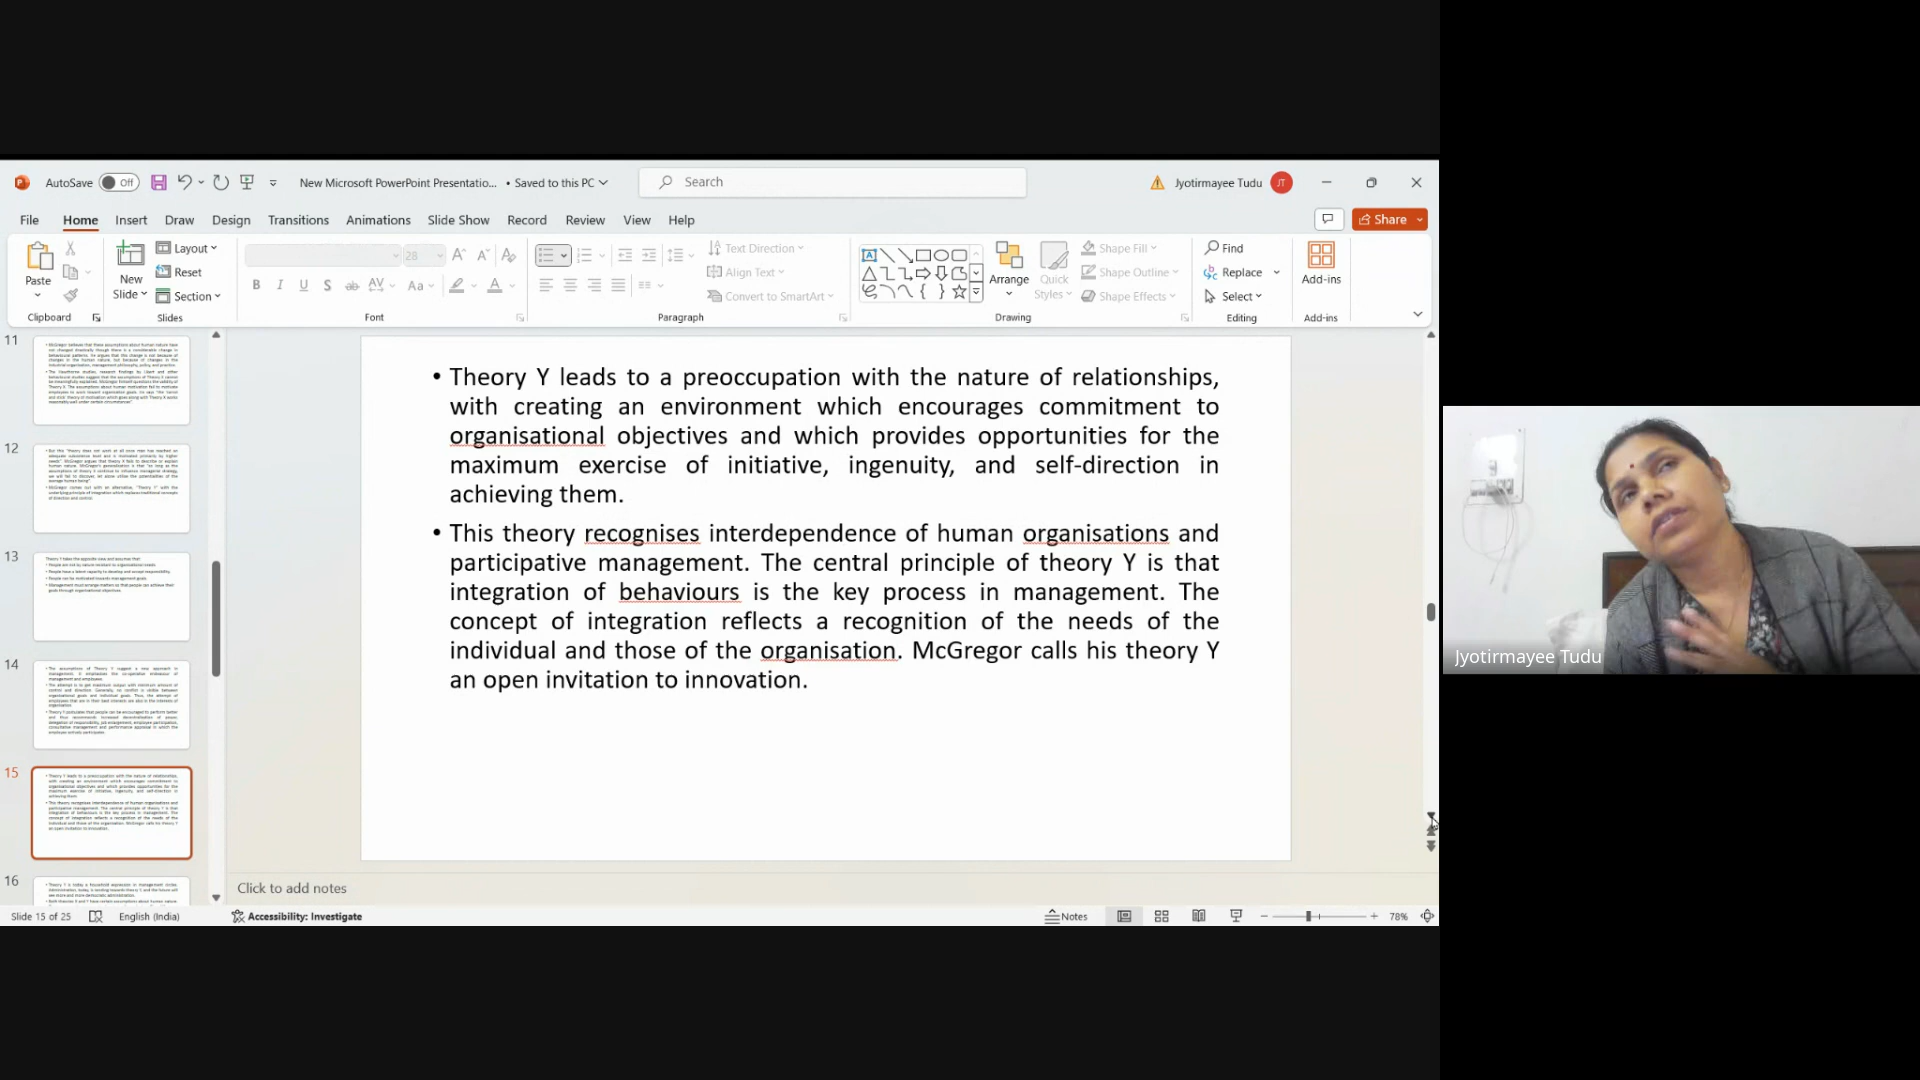 AutoSave Off New Microsoft PowerPoint Presentatio... • Saved to this PC Search Jyotirmayee Tudu JT
File Home Insert Draw Design Transitions Animations Slide Show Record Review View Help Share
Paste
Clipboard
New
Slide
Layout
Reset
Section
Slides
28
B I U S ab AV Aa A
Font
Text Direction
Align Text
Convert to SmartArt
Paragraph
Arrange
Quick
Styles
Shape Fill
Shape Outline
Shape Effects
Drawing
Find
Replace
Select
Editing
Add-ins
Add-ins
11
12
13
14
15
16
• Theory Y leads to a preoccupation with the nature of relationships,
with creating an environment which encourages commitment to
organisational objectives and which provides opportunities for the
maximum exercise of initiative, ingenuity, and self-direction in
achieving them.
• This theory recognises interdependence of human organisations and
participative management. The central principle of theory Y is that
integration of behaviours is the key process in management. The
concept of integration reflects a recognition of the needs of the
individual and those of the organisation. McGregor calls his theory Y
an open invitation to innovation.
Click to add notes
Slide 15 of 25 English (India) Accessibility: Investigate Notes 78%
Jyotirmayee Tudu